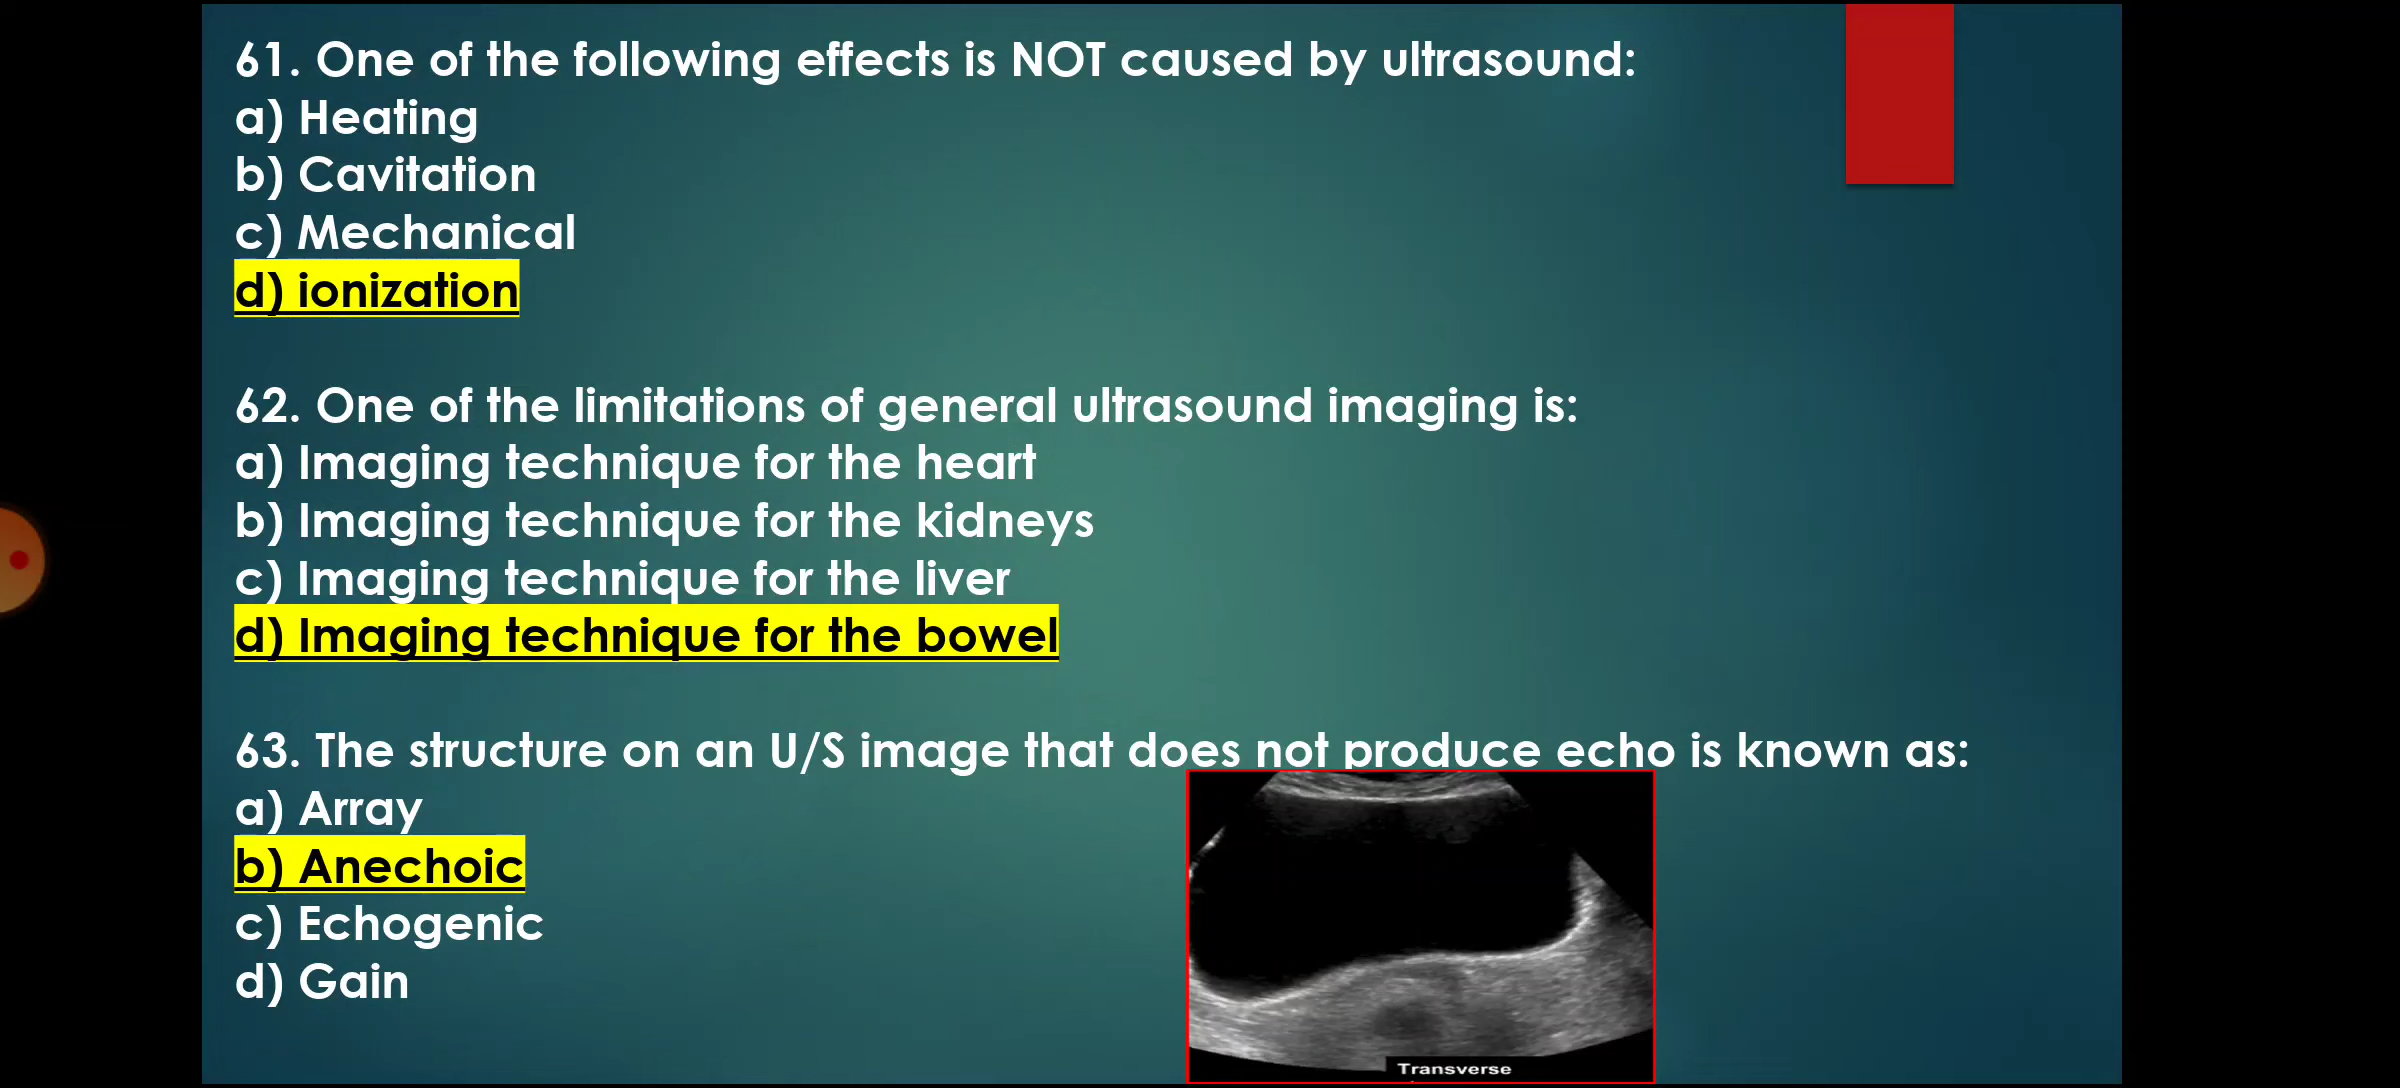 61. One of the following effects is NOT caused by ultrasound:
a) Heating
b) Cavitation
c) Mechanical
d) ionization
62. One of the limitations of general ultrasound imaging is:
a) Imaging technique for the heart
b) Imaging technique for the kidneys
c) Imaging technique for the liver
d) Imaging technique for the bowel
63. The structure on an U/S image that does not produce echo is known as:
a) Array
b) Anechoic
c) Echogenic
d) Gain
Transverse